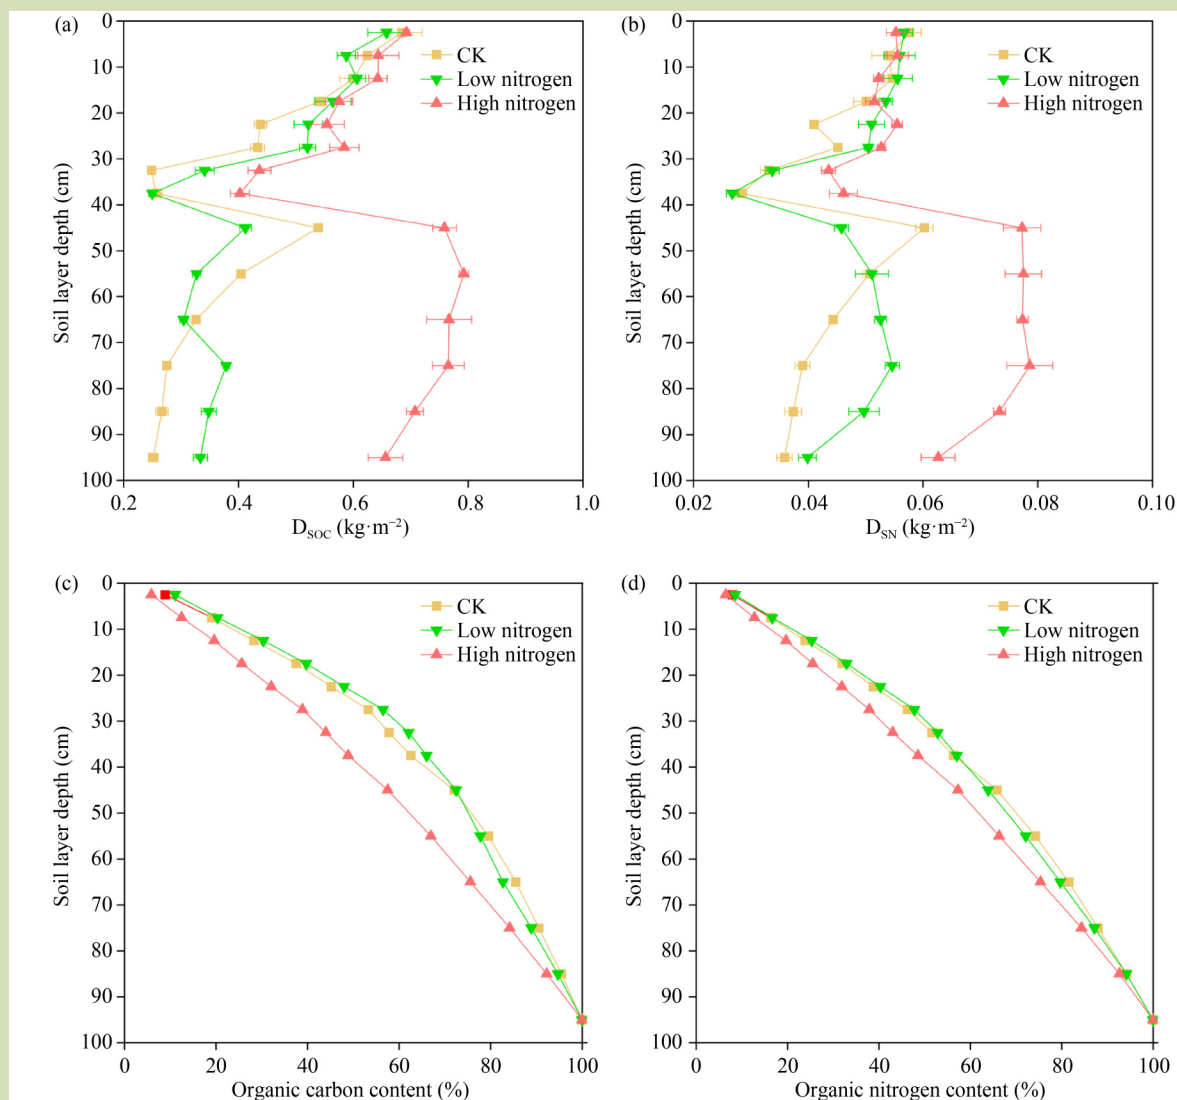 (a)
0
10
20
30
40
50
60
70
80
90
100
Soil layer depth (cm)
CK
Low nitrogen
High nitrogen
0.2
0.4
0.6
0.8
1.0
D_SOC (kg·m⁻²)
(b)
0
10
20
30
40
50
60
70
80
90
100
Soil layer depth (cm)
CK
Low nitrogen
High nitrogen
0.02
0.04
0.06
0.08
0.10
D_SN (kg·m⁻²)
(c)
0
10
20
30
40
50
60
70
80
90
100
Soil layer depth (cm)
CK
Low nitrogen
High nitrogen
0
20
40
60
80
100
Organic carbon content (%)
(d)
0
10
20
30
40
50
60
70
80
90
100
Soil layer depth (cm)
CK
Low nitrogen
High nitrogen
0
20
40
60
80
100
Organic nitrogen content (%)